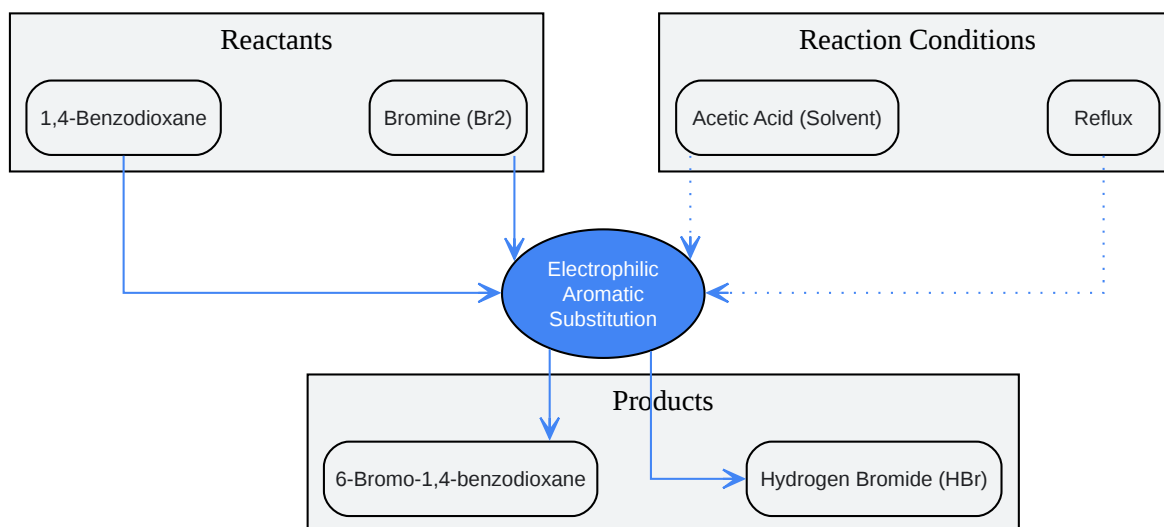 Reactants
Reaction Conditions
1,4-Benzodioxane
Bromine (Br2)
Acetic Acid (Solvent)
Reflux
Electrophilic
Aromatic
Substitution
Products
6-Bromo-1,4-benzodioxane
Hydrogen Bromide (HBr)